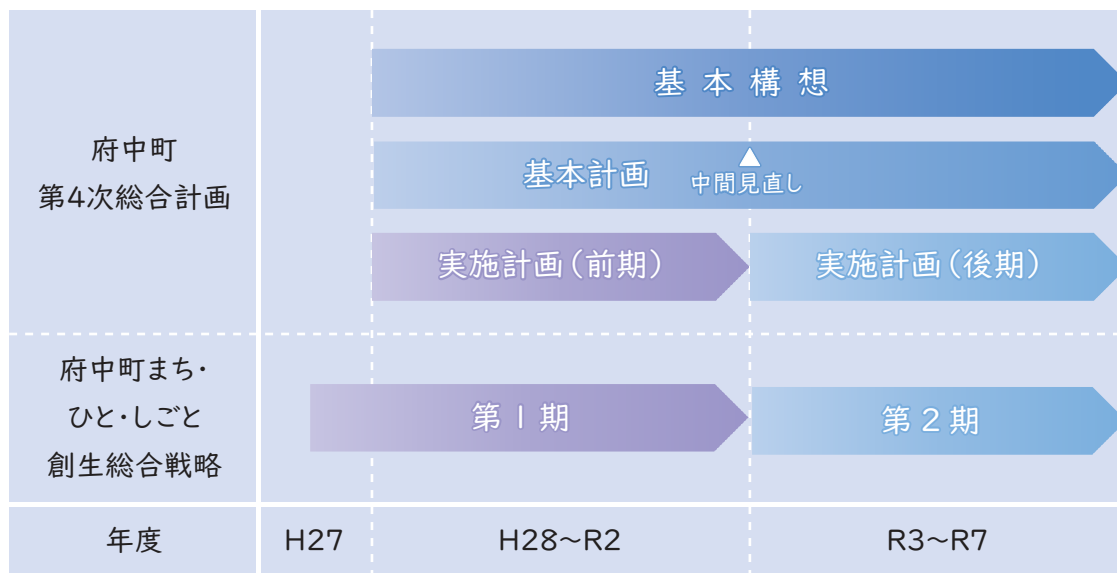 基本構想
府中町
第4次総合計画
基本計画
中間見直し
実施計画(前期)
実施計画(後期)
府中町まち・
ひと・しごと
創生総合戦略
第1期
第2期
年度
H27
H28～R2
R3～R7